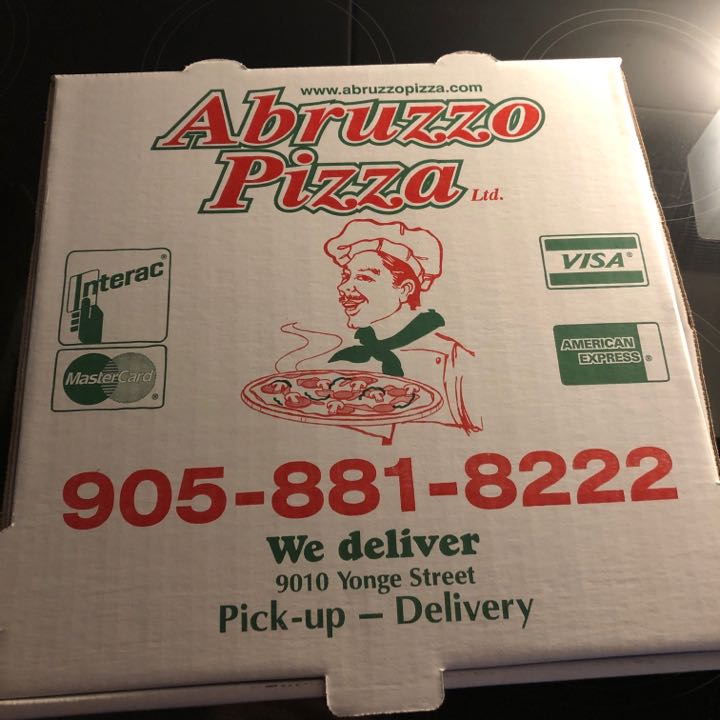 www.abruzzopizza.com
Abruzzo
Pizza Ltd.
Interac®
MasterCard®
VISA®
AMERICAN
EXPRESS®
905-881-8222
We deliver
9010 Yonge Street
Pick-up – Delivery